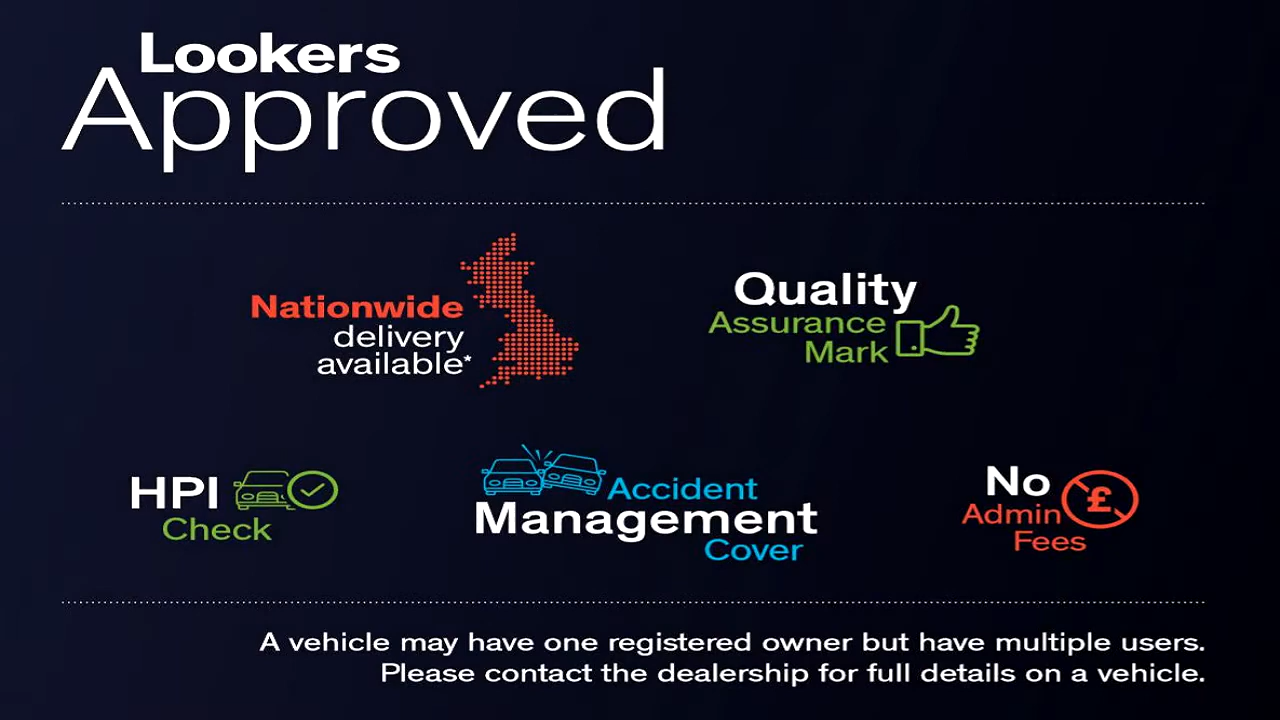 Lookers
Approved
Nationwide
delivery
available*
Quality
Assurance
Mark
HPI
Check
Accident
Management
Cover
No
Admin
Fees
£
A vehicle may have one registered owner but have multiple users.
Please contact the dealership for full details on a vehicle.